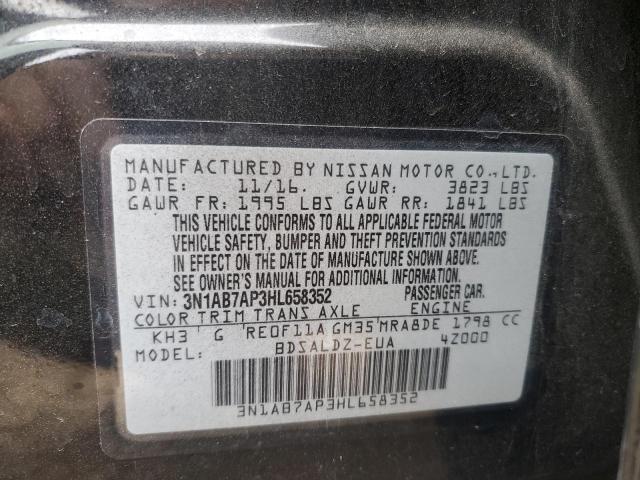 MANUFACTURED BY NISSAN MOTOR CO., LTD.
DATE: 11/16. GVWR: 3823 LBS
GAWR FR: 1995 LBS GAWR RR: 1841 LBS
THIS VEHICLE CONFORMS TO ALL APPLICABLE FEDERAL MOTOR
VEHICLE SAFETY, BUMPER AND THEFT PREVENTION STANDARDS
IN EFFECT ON THE DATE OF MANUFACTURE SHOWN ABOVE.
SEE OWNER'S MANUAL FOR ADDITIONAL INFORMATION.
VIN: 3N1AB7AP3HL658352 PASSENGER CAR.
COLOR TRIM TRANS AXLE ENGINE
KH3 G RE0F11A GM35 MRA8DE 1798 CC
MODEL: BDSALDZ-EUA 4Z000
3N1AB7AP3HL658352